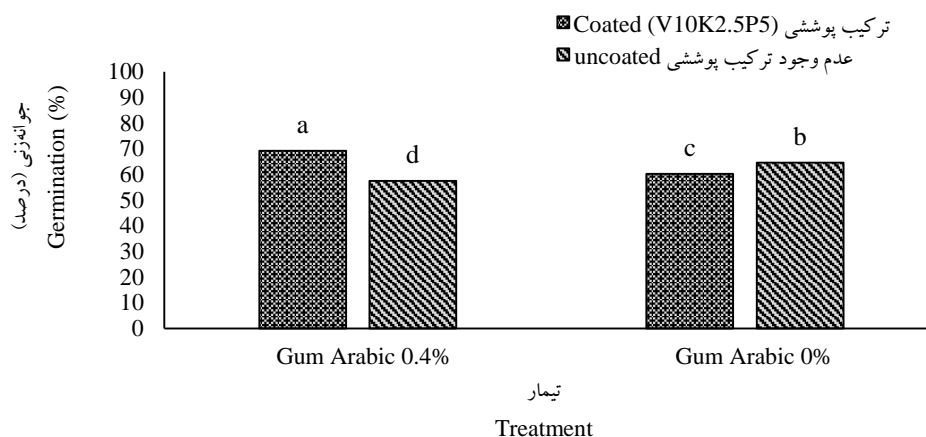 ترکیب پوششی Coated (V10K2.5P5)
عدم وجود ترکیب پوششی uncoated
جوانه‌زنی (درصد)
Germination (%)
100
90
80
70
60
50
40
30
20
10
0
a
d
c
b
Gum Arabic 0.4%
Gum Arabic 0%
تیمار
Treatment